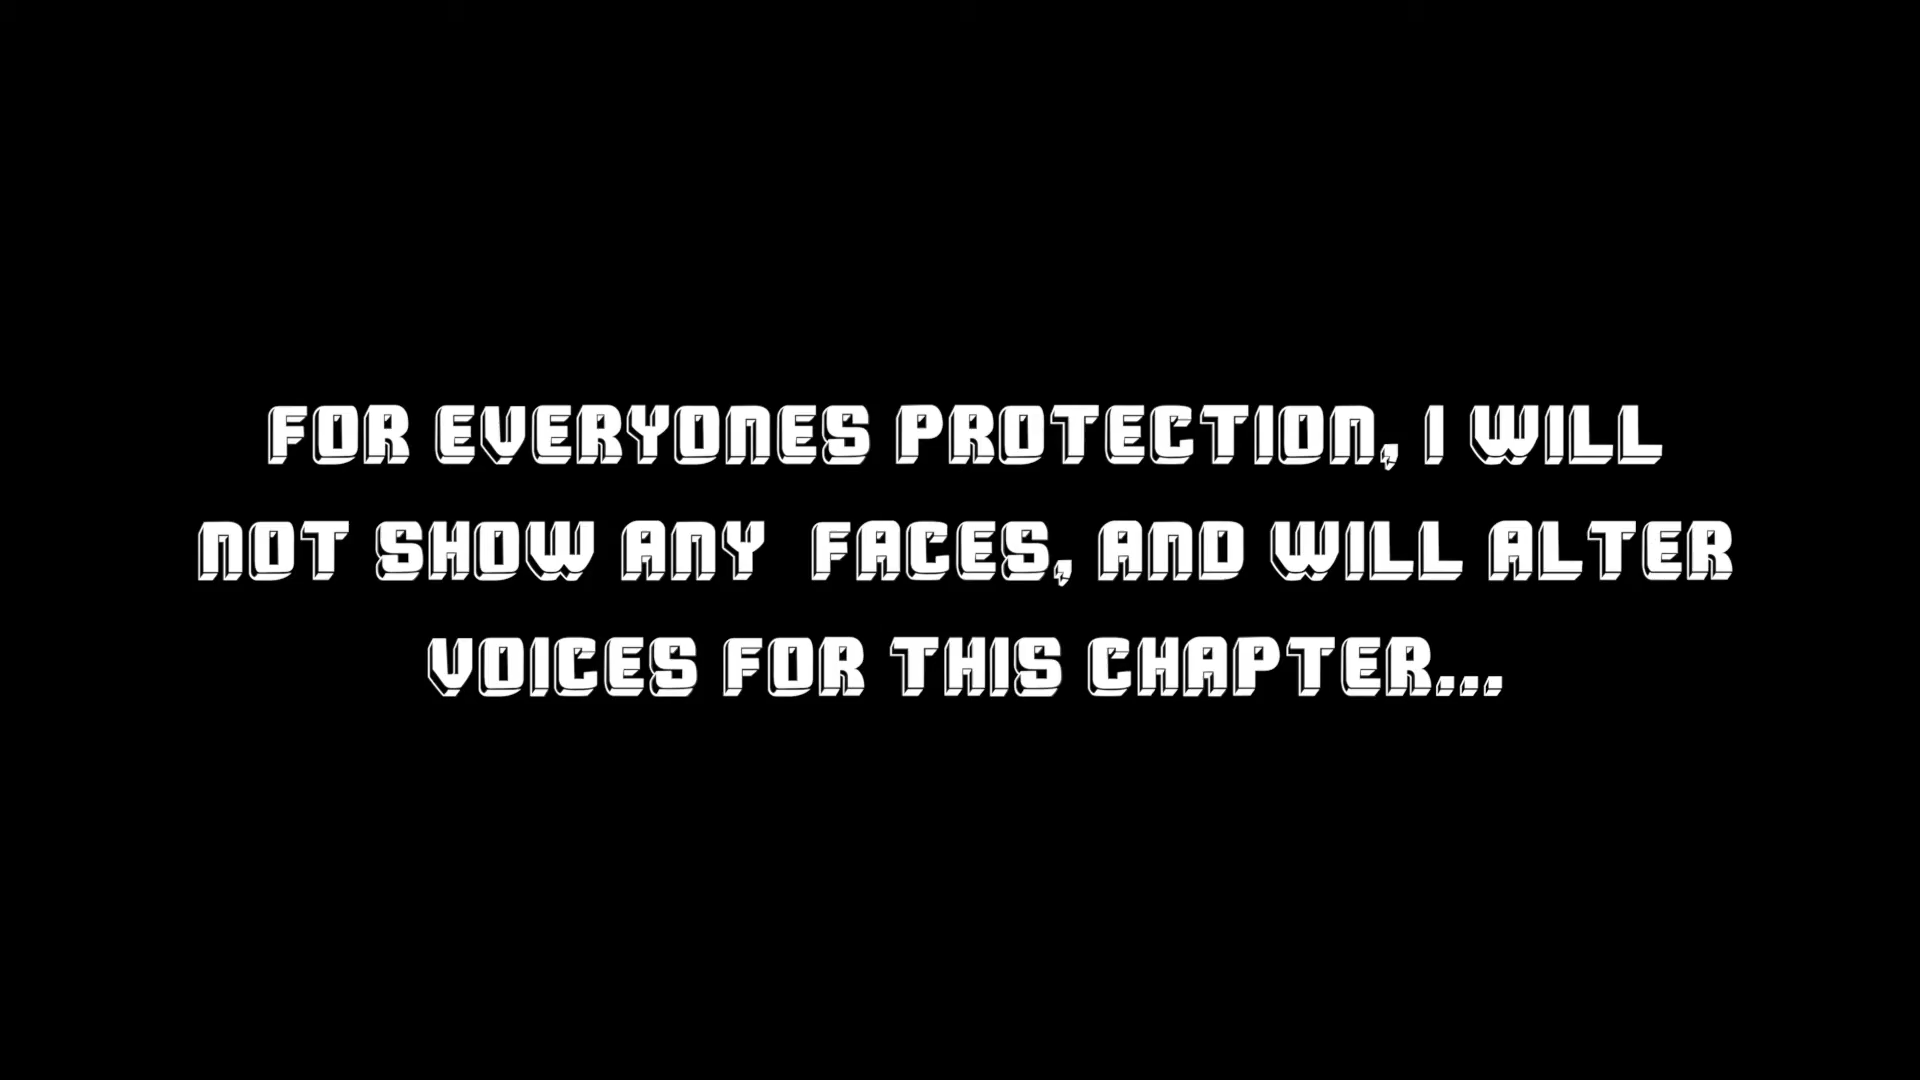 FOR EVERYONES PROTECTION, I WILL
NOT SHOW ANY  FACES, AND WILL ALTER
VOICES FOR THIS CHAPTER...